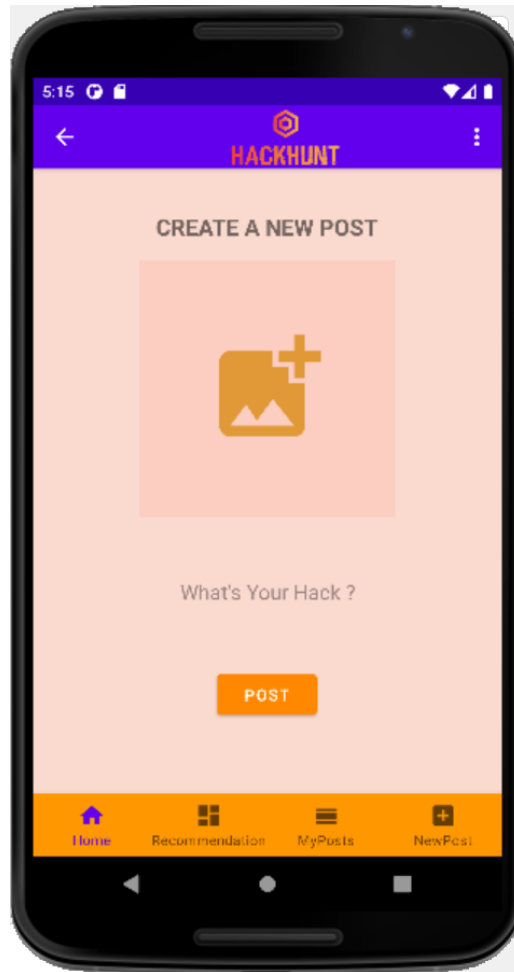 5:15
HACKHUNT
CREATE A NEW POST
What's Your Hack ?
POST
Home Recommendation MyPosts NewPost